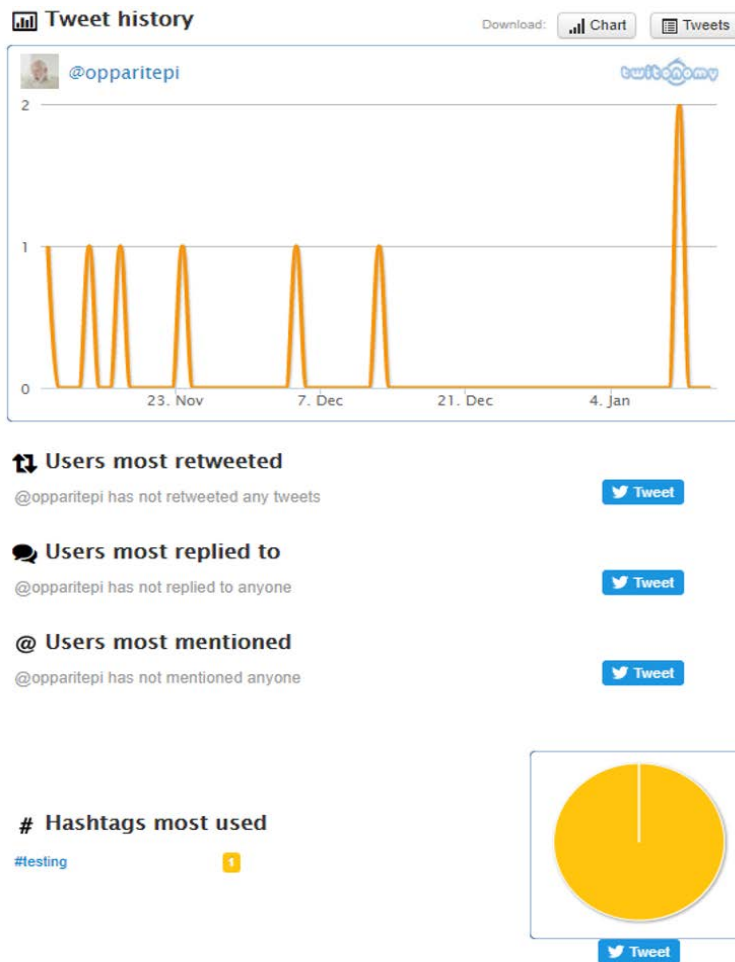 Tweet history
Download: Chart Tweets
@opparitepi twitonomy
2
1
0
23. Nov 7. Dec 21. Dec 4. Jan
Users most retweeted
@opparitepi has not retweeted any tweets Tweet
Users most replied to
@opparitepi has not replied to anyone Tweet
@ Users most mentioned
@opparitepi has not mentioned anyone Tweet
# Hashtags most used
#testing 1
Tweet